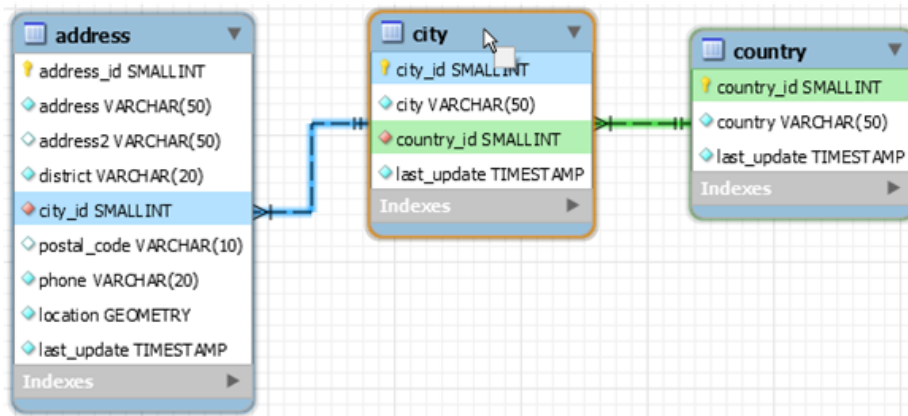 address
address_id SMALLINT
address VARCHAR(50)
address2 VARCHAR(50)
district VARCHAR(20)
city_id SMALLINT
postal_code VARCHAR(10)
phone VARCHAR(20)
location GEOMETRY
last_update TIMESTAMP
Indexes
city
city_id SMALLINT
city VARCHAR(50)
country_id SMALLINT
last_update TIMESTAMP
Indexes
country
country_id SMALLINT
country VARCHAR(50)
last_update TIMESTAMP
Indexes